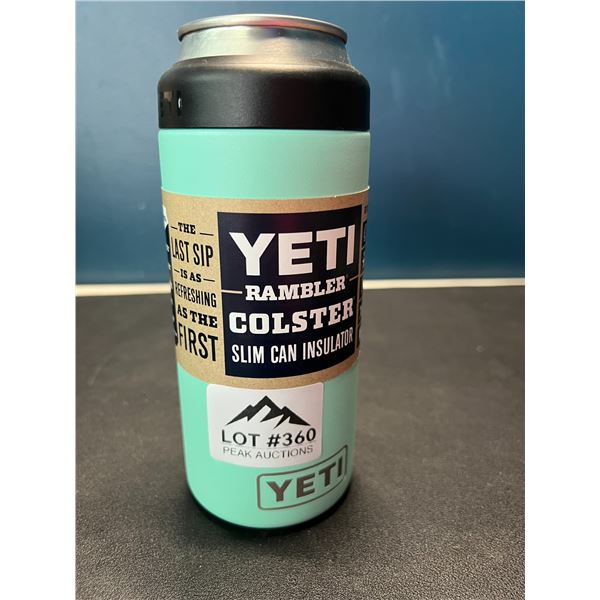 THE
LAST SIP
IS AS
REFRESHING
AS THE
FIRST
YETI
RAMBLER
COLSTER
SLIM CAN INSULATOR
LOT #360
PEAK AUCTIONS
YETI